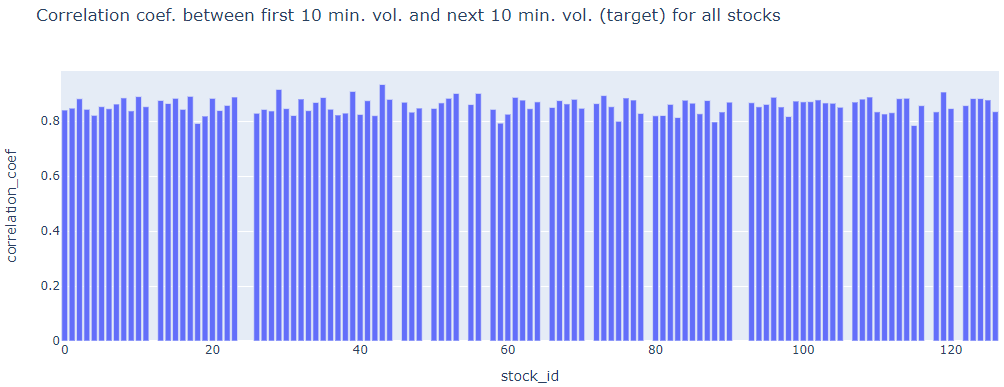 Correlation coef. between first 10 min. vol. and next 10 min. vol. (target) for all stocks
correlation_coef
0.8
0.6
0.4
0.2
0
0 20 40 60 80 100 120
stock_id